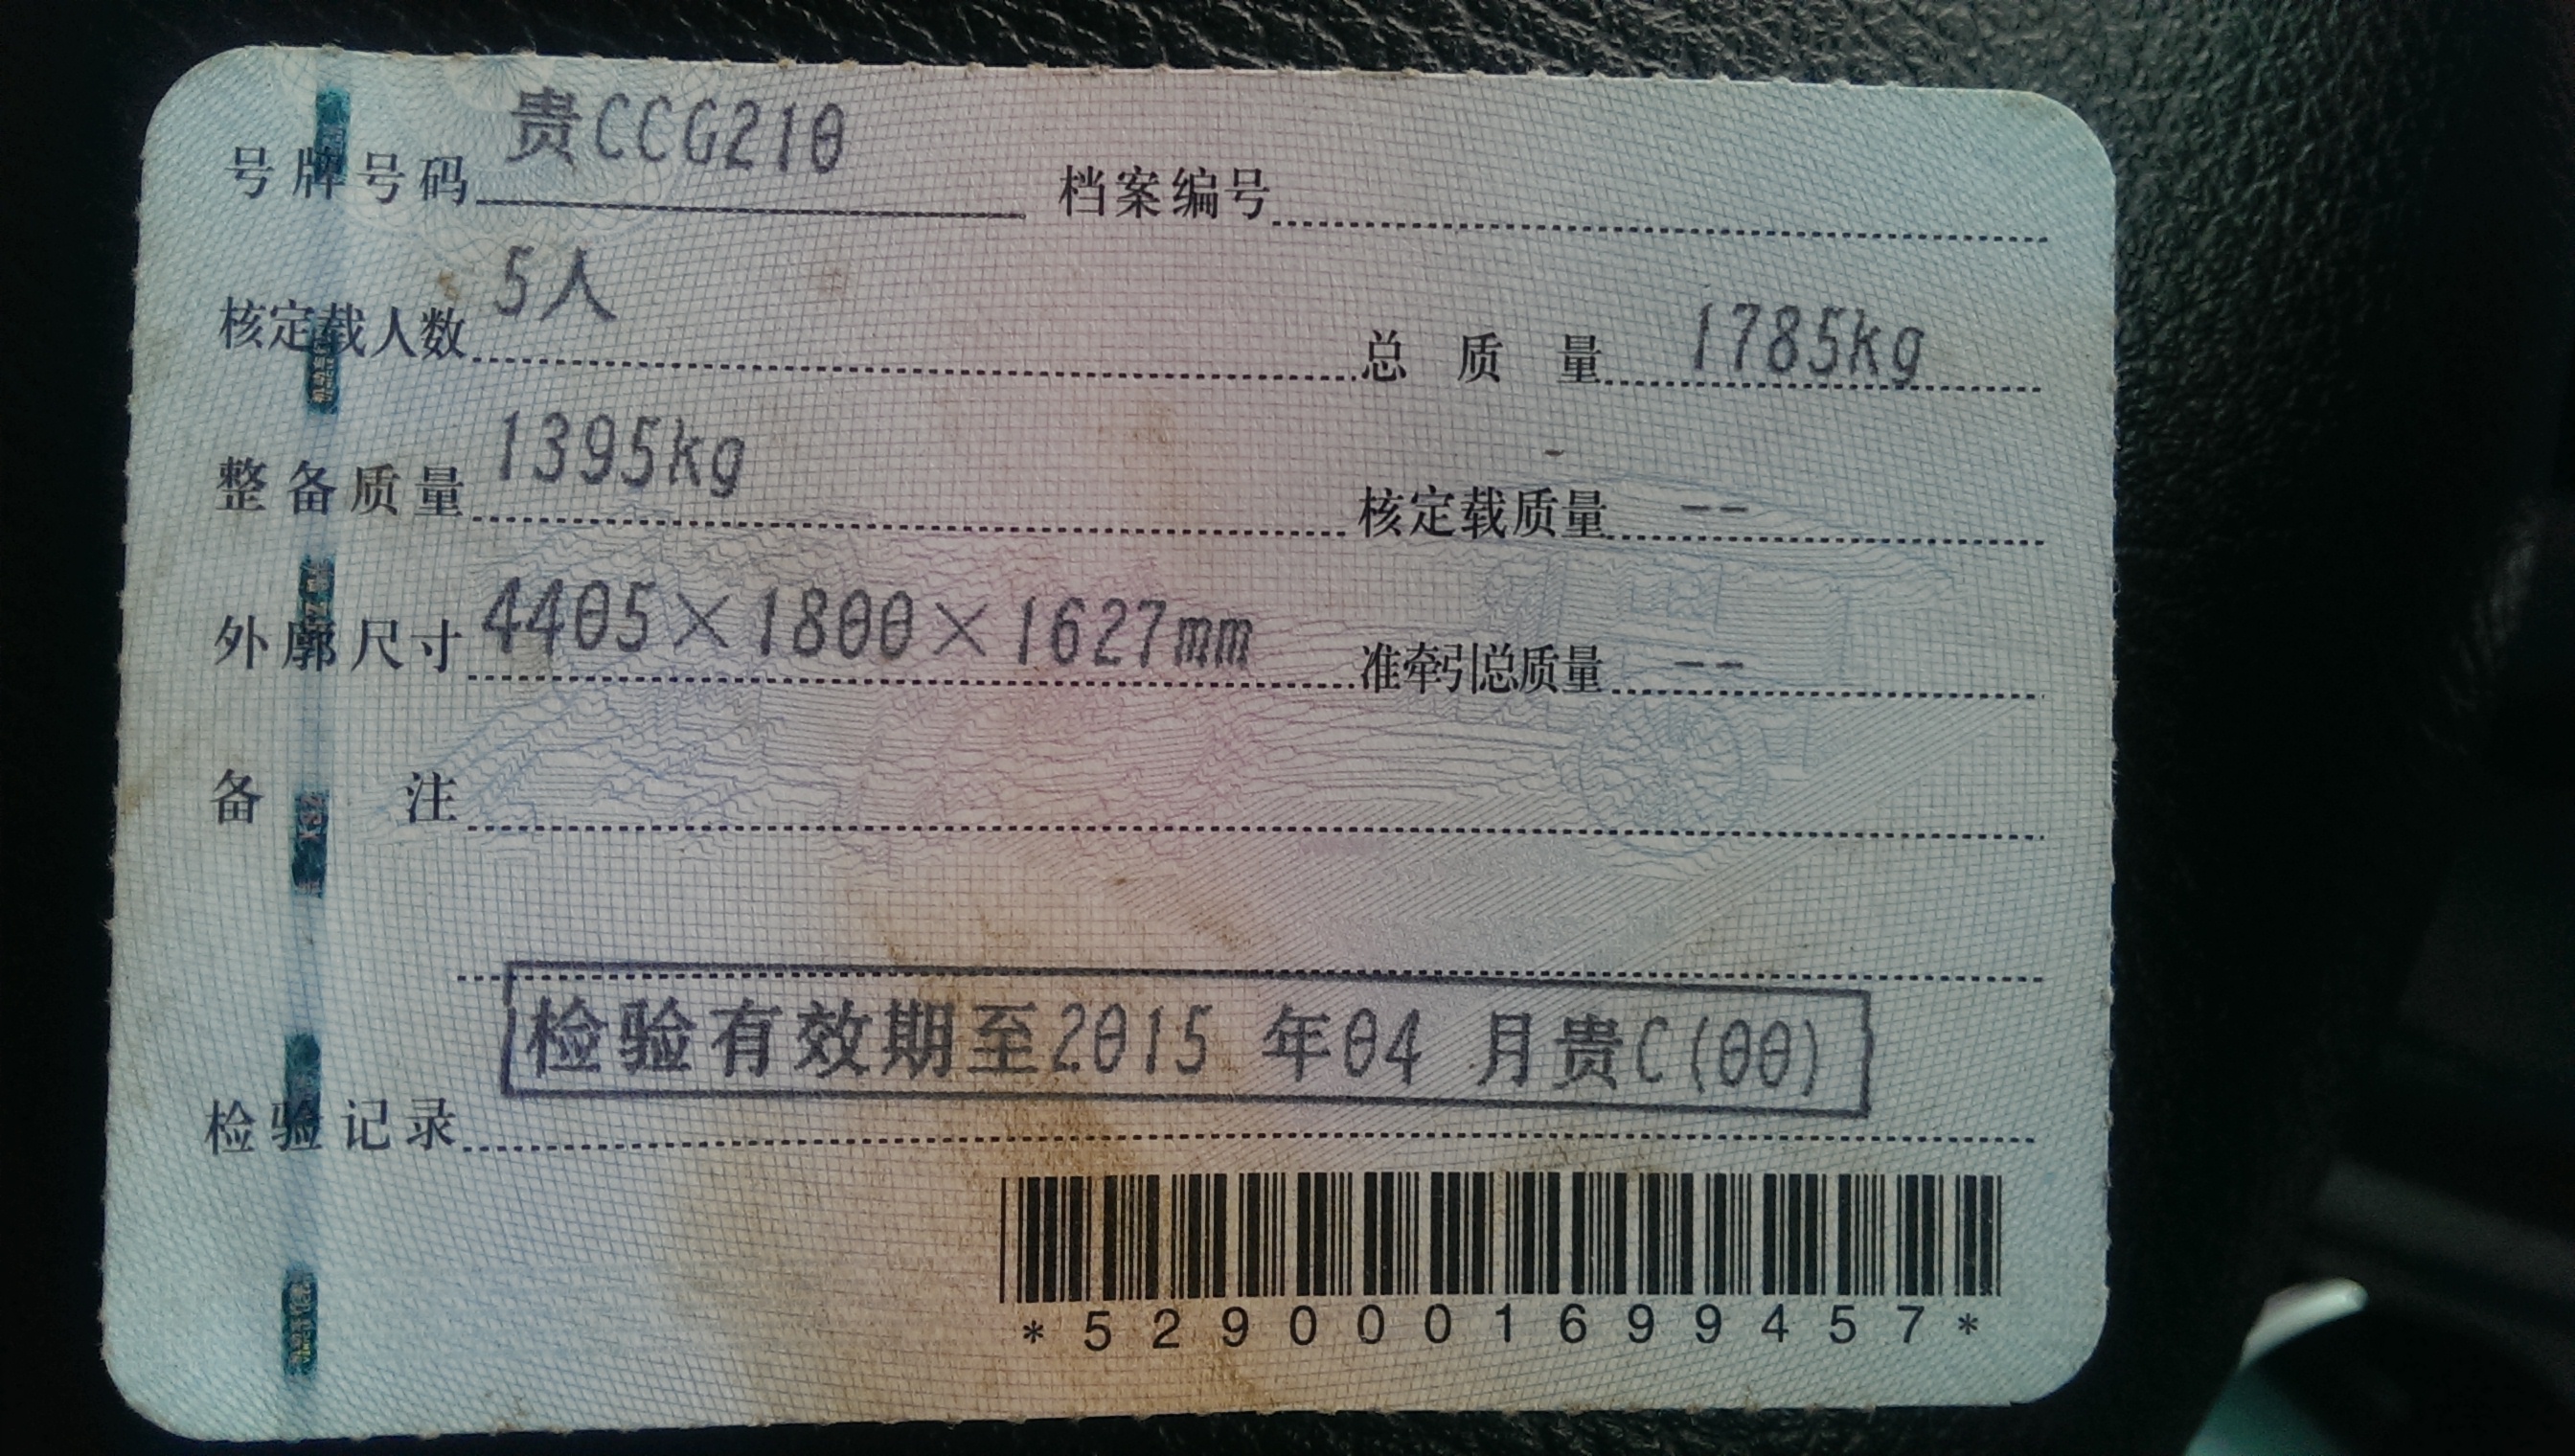 号牌号码 贵CCG210 档案编号
核定载人数 5人 总质量 1785kg
整备质量 1395kg 核定载质量 --
外廓尺寸 4405×1800×1627mm 准牵引总质量 --
备注
检验有效期至2015 年04 月贵C(00)
检验记录
*5290001699457*